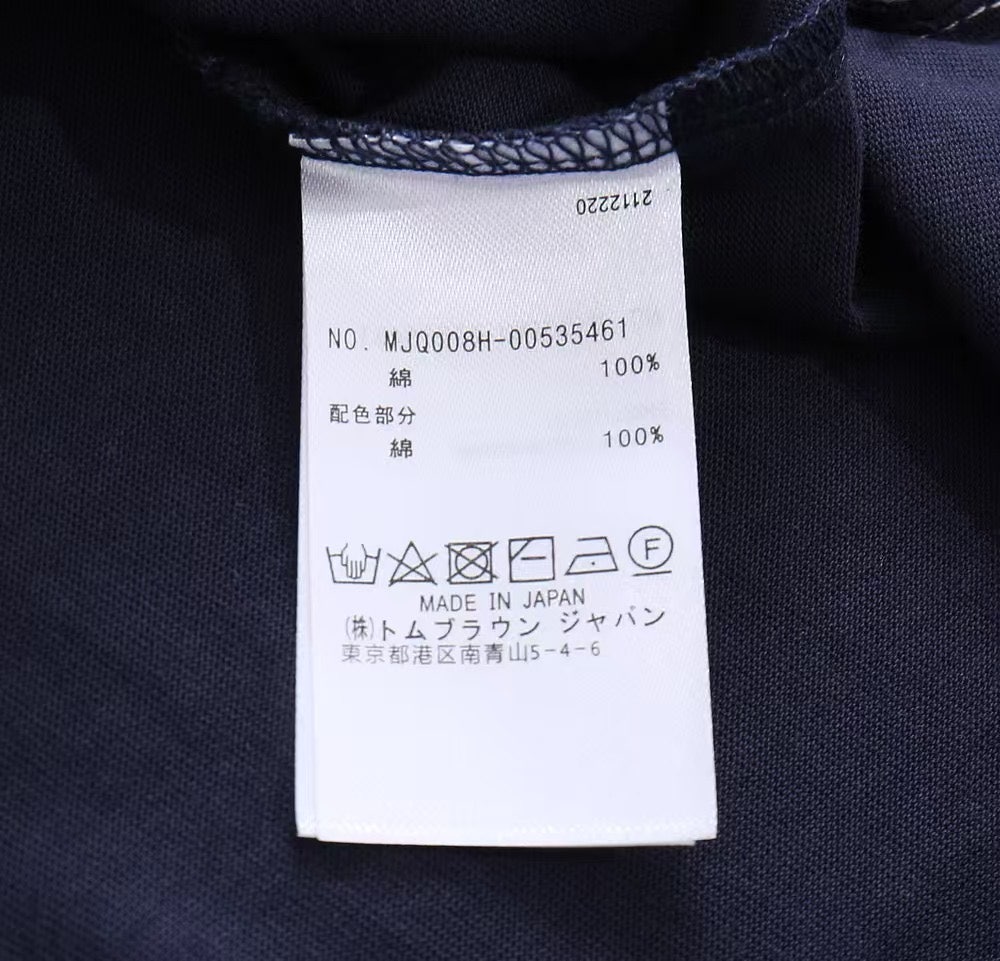 2112220
NO. MJQ008H-00535461
綿 100%
配色部分
綿 100%
F
MADE IN JAPAN
(株)トムブラウン ジャパン
東京都港区南青山5-4-6